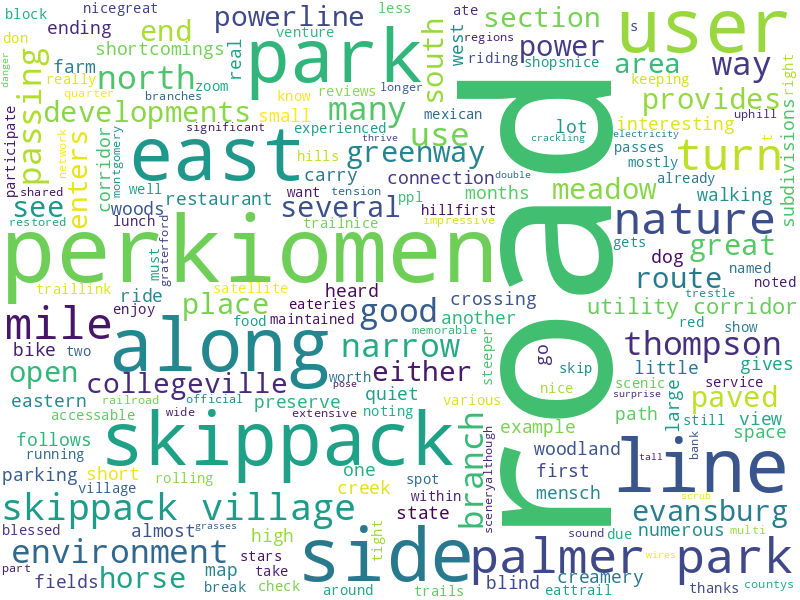 block nicegreat less ate regions s
don ending powerline venture section user
danger shortcomings end park west riding shopsnice power way
farm real zoom reviews longer area keeping right
really north south
passing quarter branches know mexican provides uphill
developments many small
participate significant experienced thrive use lot crackling electricity interesting
network montgomery corridor east hills greenway passes turn t
enters carry connection double mostly already subdivisions
shared well tension ppl months meadow walking
see woods restaurant want several nature
restored lunch trailnice hillfirst impressive
perkiomen road great
must graterford heard route dog gets named noted
traillink satellite crossing trestle
ride place eateries good another utility corridor
enjoy food maintained memorable red show
mile along narrow steeper go thompson
bike two worth skip little scenic
open collegeville either nice gives service
eastern railroad official pose various large paved surprise
accessable wide preserve quiet noting path still view
follows extensive example space
running skippack branch woodland line bank
parking short rolling one creek spot first tall
village within mensch sceneryalthough scrub
skippack village state evansburg
blessed almost grasses high tight sound due numerous multi
environment stars side palmer park wires
part fields horse map take blind creamery thanks countys
break check around trails eattrail